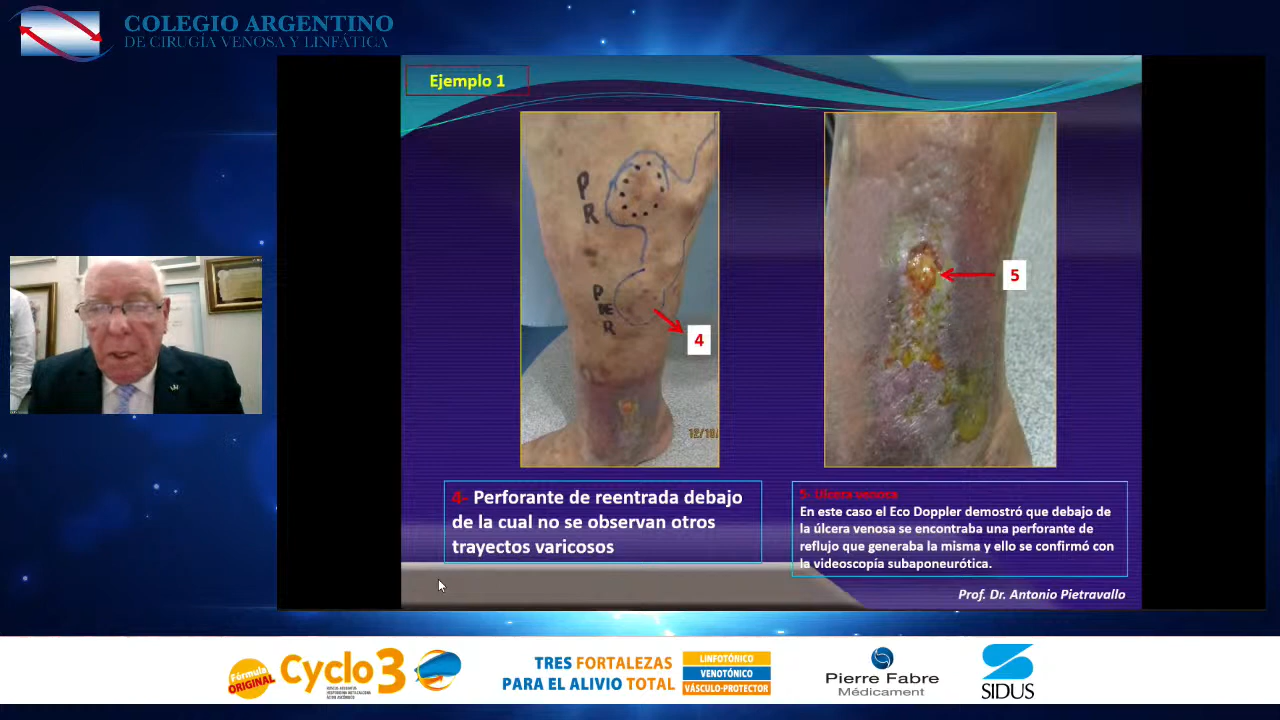 COLEGIO ARGENTINO
DE CIRUGÍA VENOSA Y LINFÁTICA
Ejemplo 1
P
R
P
DE
R
4
12/10/
5
4- Perforante de reentrada debajo
de la cual no se observan otros
trayectos varicosos
5- Ulcera venosa
En este caso el Eco Doppler demostró que debajo de
la úlcera venosa se encontraba una perforante de
reflujo que generaba la misma y ello se confirmó con
la videoscopía subaponeurótica.
Prof. Dr. Antonio Pietravallo
Fórmula
ORIGINAL
Cyclo 3
TRES FORTALEZAS
PARA EL ALIVIO TOTAL
LINFOTÓNICO
VENOTÓNICO
VÁSCULO-PROTECTOR
Pierre Fabre
Médicament
SIDUS